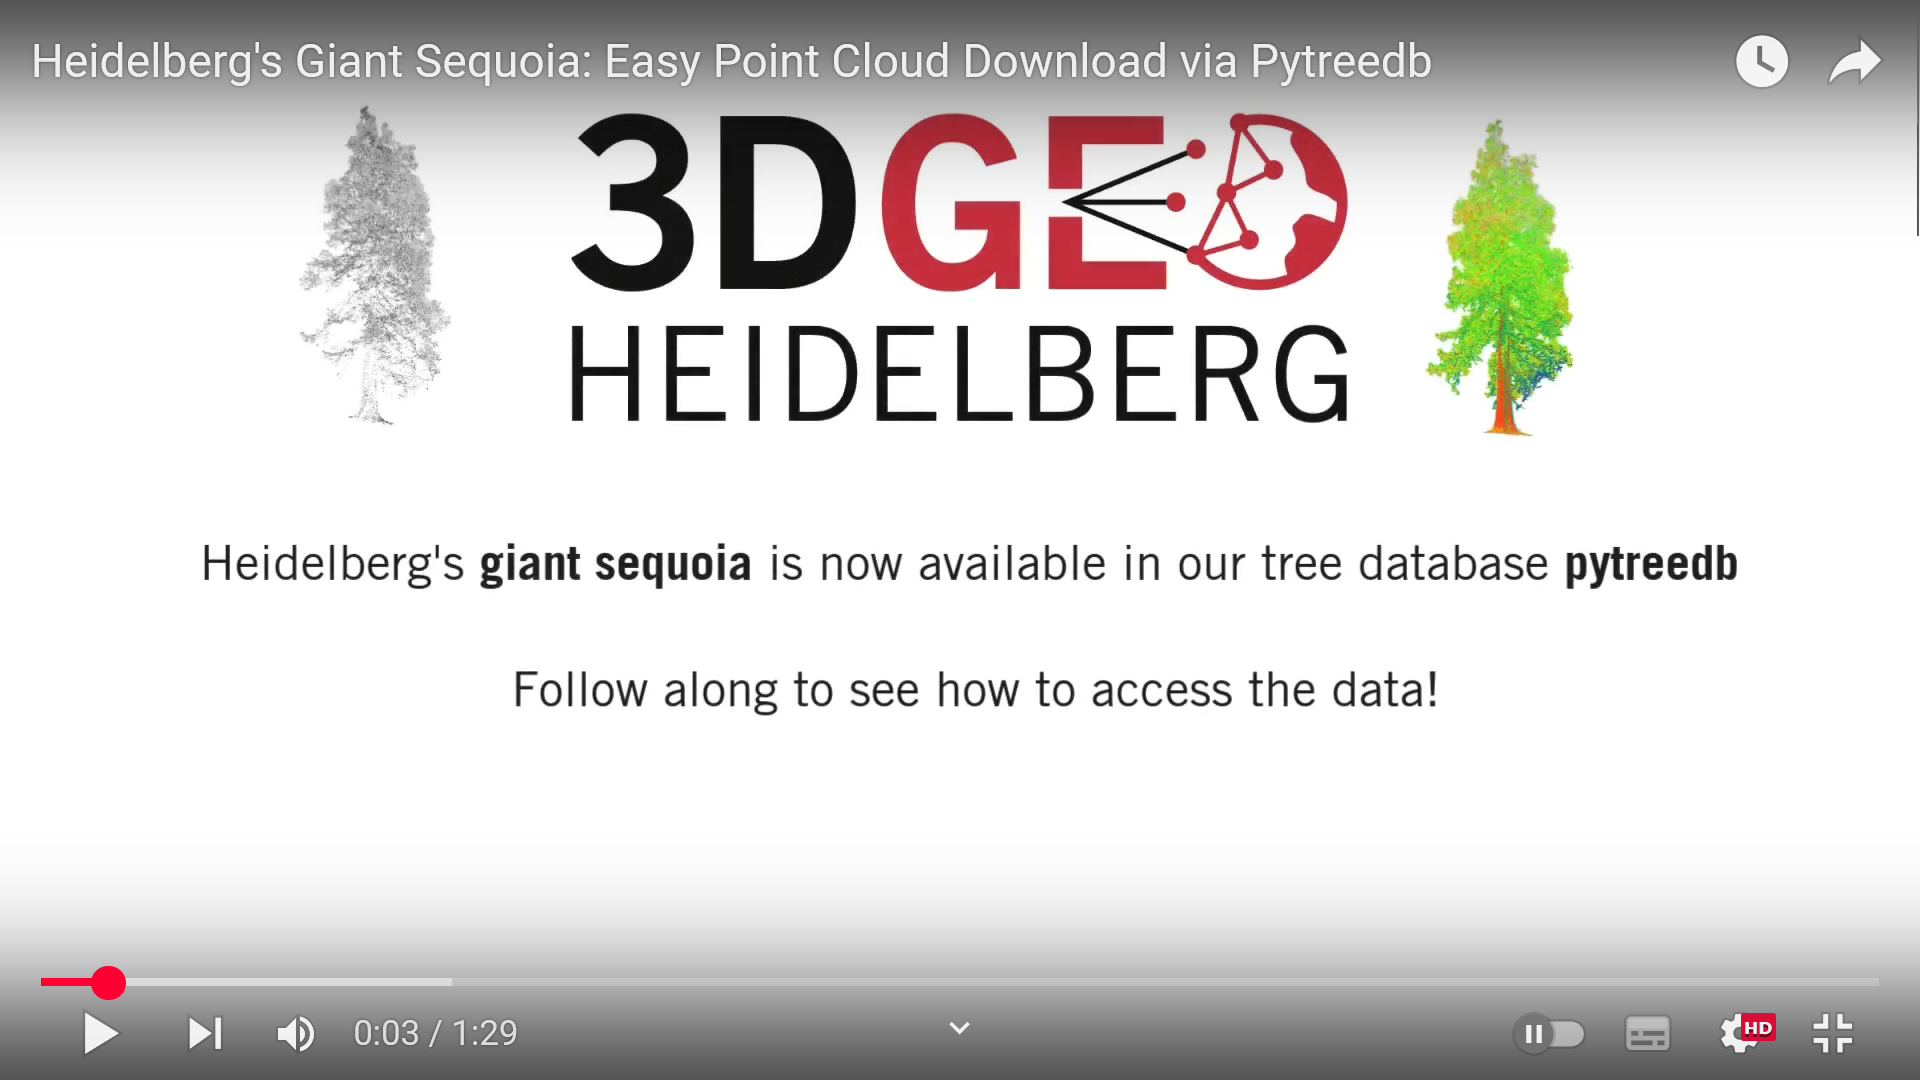 Heidelberg's Giant Sequoia: Easy Point Cloud Download via Pytreedb
3DGEO
HEIDELBERG
Heidelberg's giant sequoia is now available in our tree database pytreedb
Follow along to see how to access the data!
0:03 / 1:29
HD